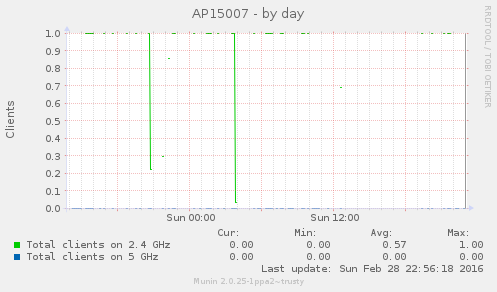 AP15007 - by day
RRDTOOL / TOBI OETIKER
Clients
1.0
0.9
0.8
0.7
0.6
0.5
0.4
0.3
0.2
0.1
0.0
Sun 00:00 Sun 12:00
Cur: Min: Avg: Max:
Total clients on 2.4 GHz 0.00 0.00 0.57 1.00
Total clients on 5 GHz 0.00 0.00 0.00 0.00
Last update: Sun Feb 28 22:56:18 2016
Munin 2.0.25-1ppa2~trusty